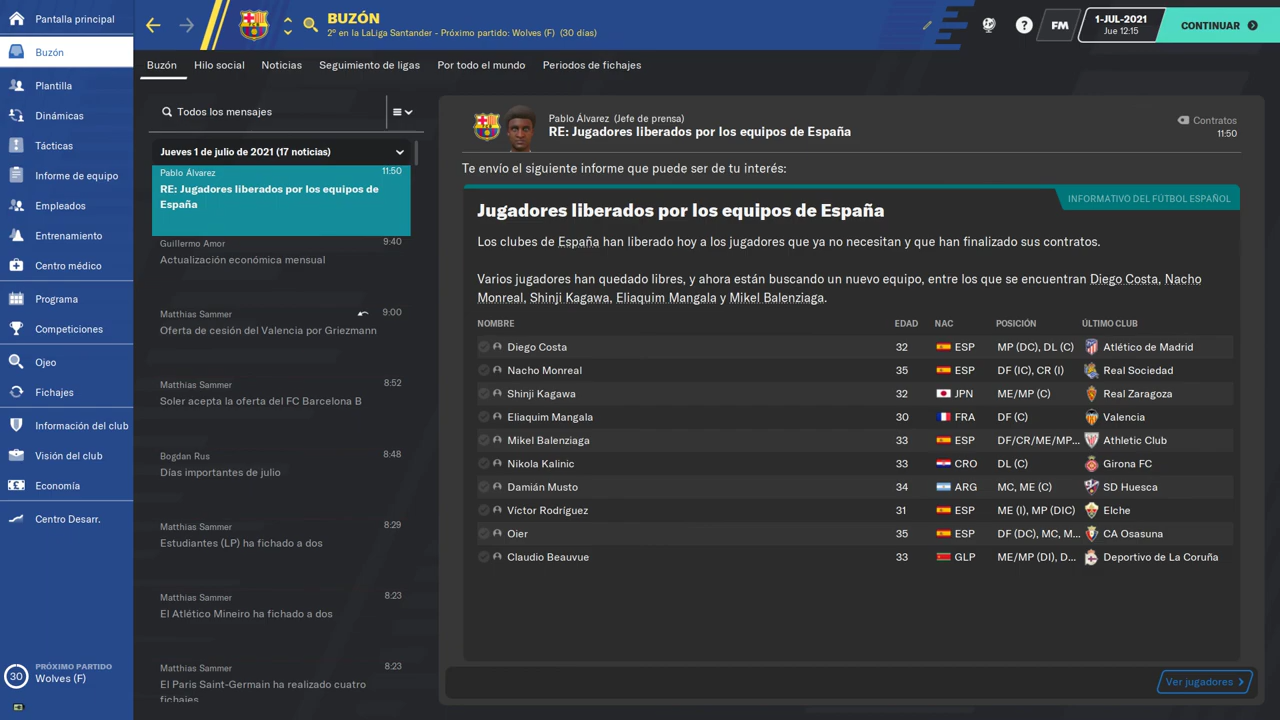 Pantalla principal
Buzón
Plantilla
Dinámicas
Tácticas
Informe de equipo
Empleados
Entrenamiento
Centro médico
Programa
Competiciones
Ojeo
Fichajes
Información del club
Visión del club
Economía
Centro Desarr.
30
PRÓXIMO PARTIDO
Wolves (F)
BUZÓN
2º en la LaLiga Santander - Próximo partido: Wolves (F) (30 días)
?
FM
1-JUL-2021
Jue 12:15
CONTINUAR
Buzón Hilo social Noticias Seguimiento de ligas Por todo el mundo Periodos de fichajes
Todos los mensajes
Jueves 1 de julio de 2021 (17 noticias)
Pablo Álvarez 11:50
RE: Jugadores liberados por los equipos de
España
Guillermo Amor 9:40
Actualización económica mensual
Matthias Sammer 9:00
Oferta de cesión del Valencia por Griezmann
Matthias Sammer 8:52
Soler acepta la oferta del FC Barcelona B
Bogdan Rus 8:48
Días importantes de julio
Matthias Sammer 8:29
Estudiantes (LP) ha fichado a dos
Matthias Sammer 8:23
El Atlético Mineiro ha fichado a dos
Matthias Sammer 8:23
El Paris Saint-Germain ha realizado cuatro
fichajes
Pablo Álvarez (Jefe de prensa)
RE: Jugadores liberados por los equipos de España
Contratos
11:50
Te envío el siguiente informe que puede ser de tu interés:
INFORMATIVO DEL FÚTBOL ESPAÑOL
Jugadores liberados por los equipos de España
Los clubes de España han liberado hoy a los jugadores que ya no necesitan y que han finalizado sus contratos.
Varios jugadores han quedado libres, y ahora están buscando un nuevo equipo, entre los que se encuentran Diego Costa, Nacho
Monreal, Shinji Kagawa, Eliaquim Mangala y Mikel Balenziaga.
NOMBRE EDAD NAC POSICIÓN ÚLTIMO CLUB
Diego Costa 32 ESP MP (DC), DL (C) Atlético de Madrid
Nacho Monreal 35 ESP DF (IC), CR (I) Real Sociedad
Shinji Kagawa 32 JPN ME/MP (C) Real Zaragoza
Eliaquim Mangala 30 FRA DF (C) Valencia
Mikel Balenziaga 33 ESP DF/CR/ME/MP... Athletic Club
Nikola Kalinic 33 CRO DL (C) Girona FC
Damián Musto 34 ARG MC, ME (C) SD Huesca
Víctor Rodríguez 31 ESP ME (I), MP (DIC) Elche
Oier 35 ESP DF (DC), MC, M... CA Osasuna
Claudio Beauvue 33 GLP ME/MP (DI), D... Deportivo de La Coruña
Ver jugadores